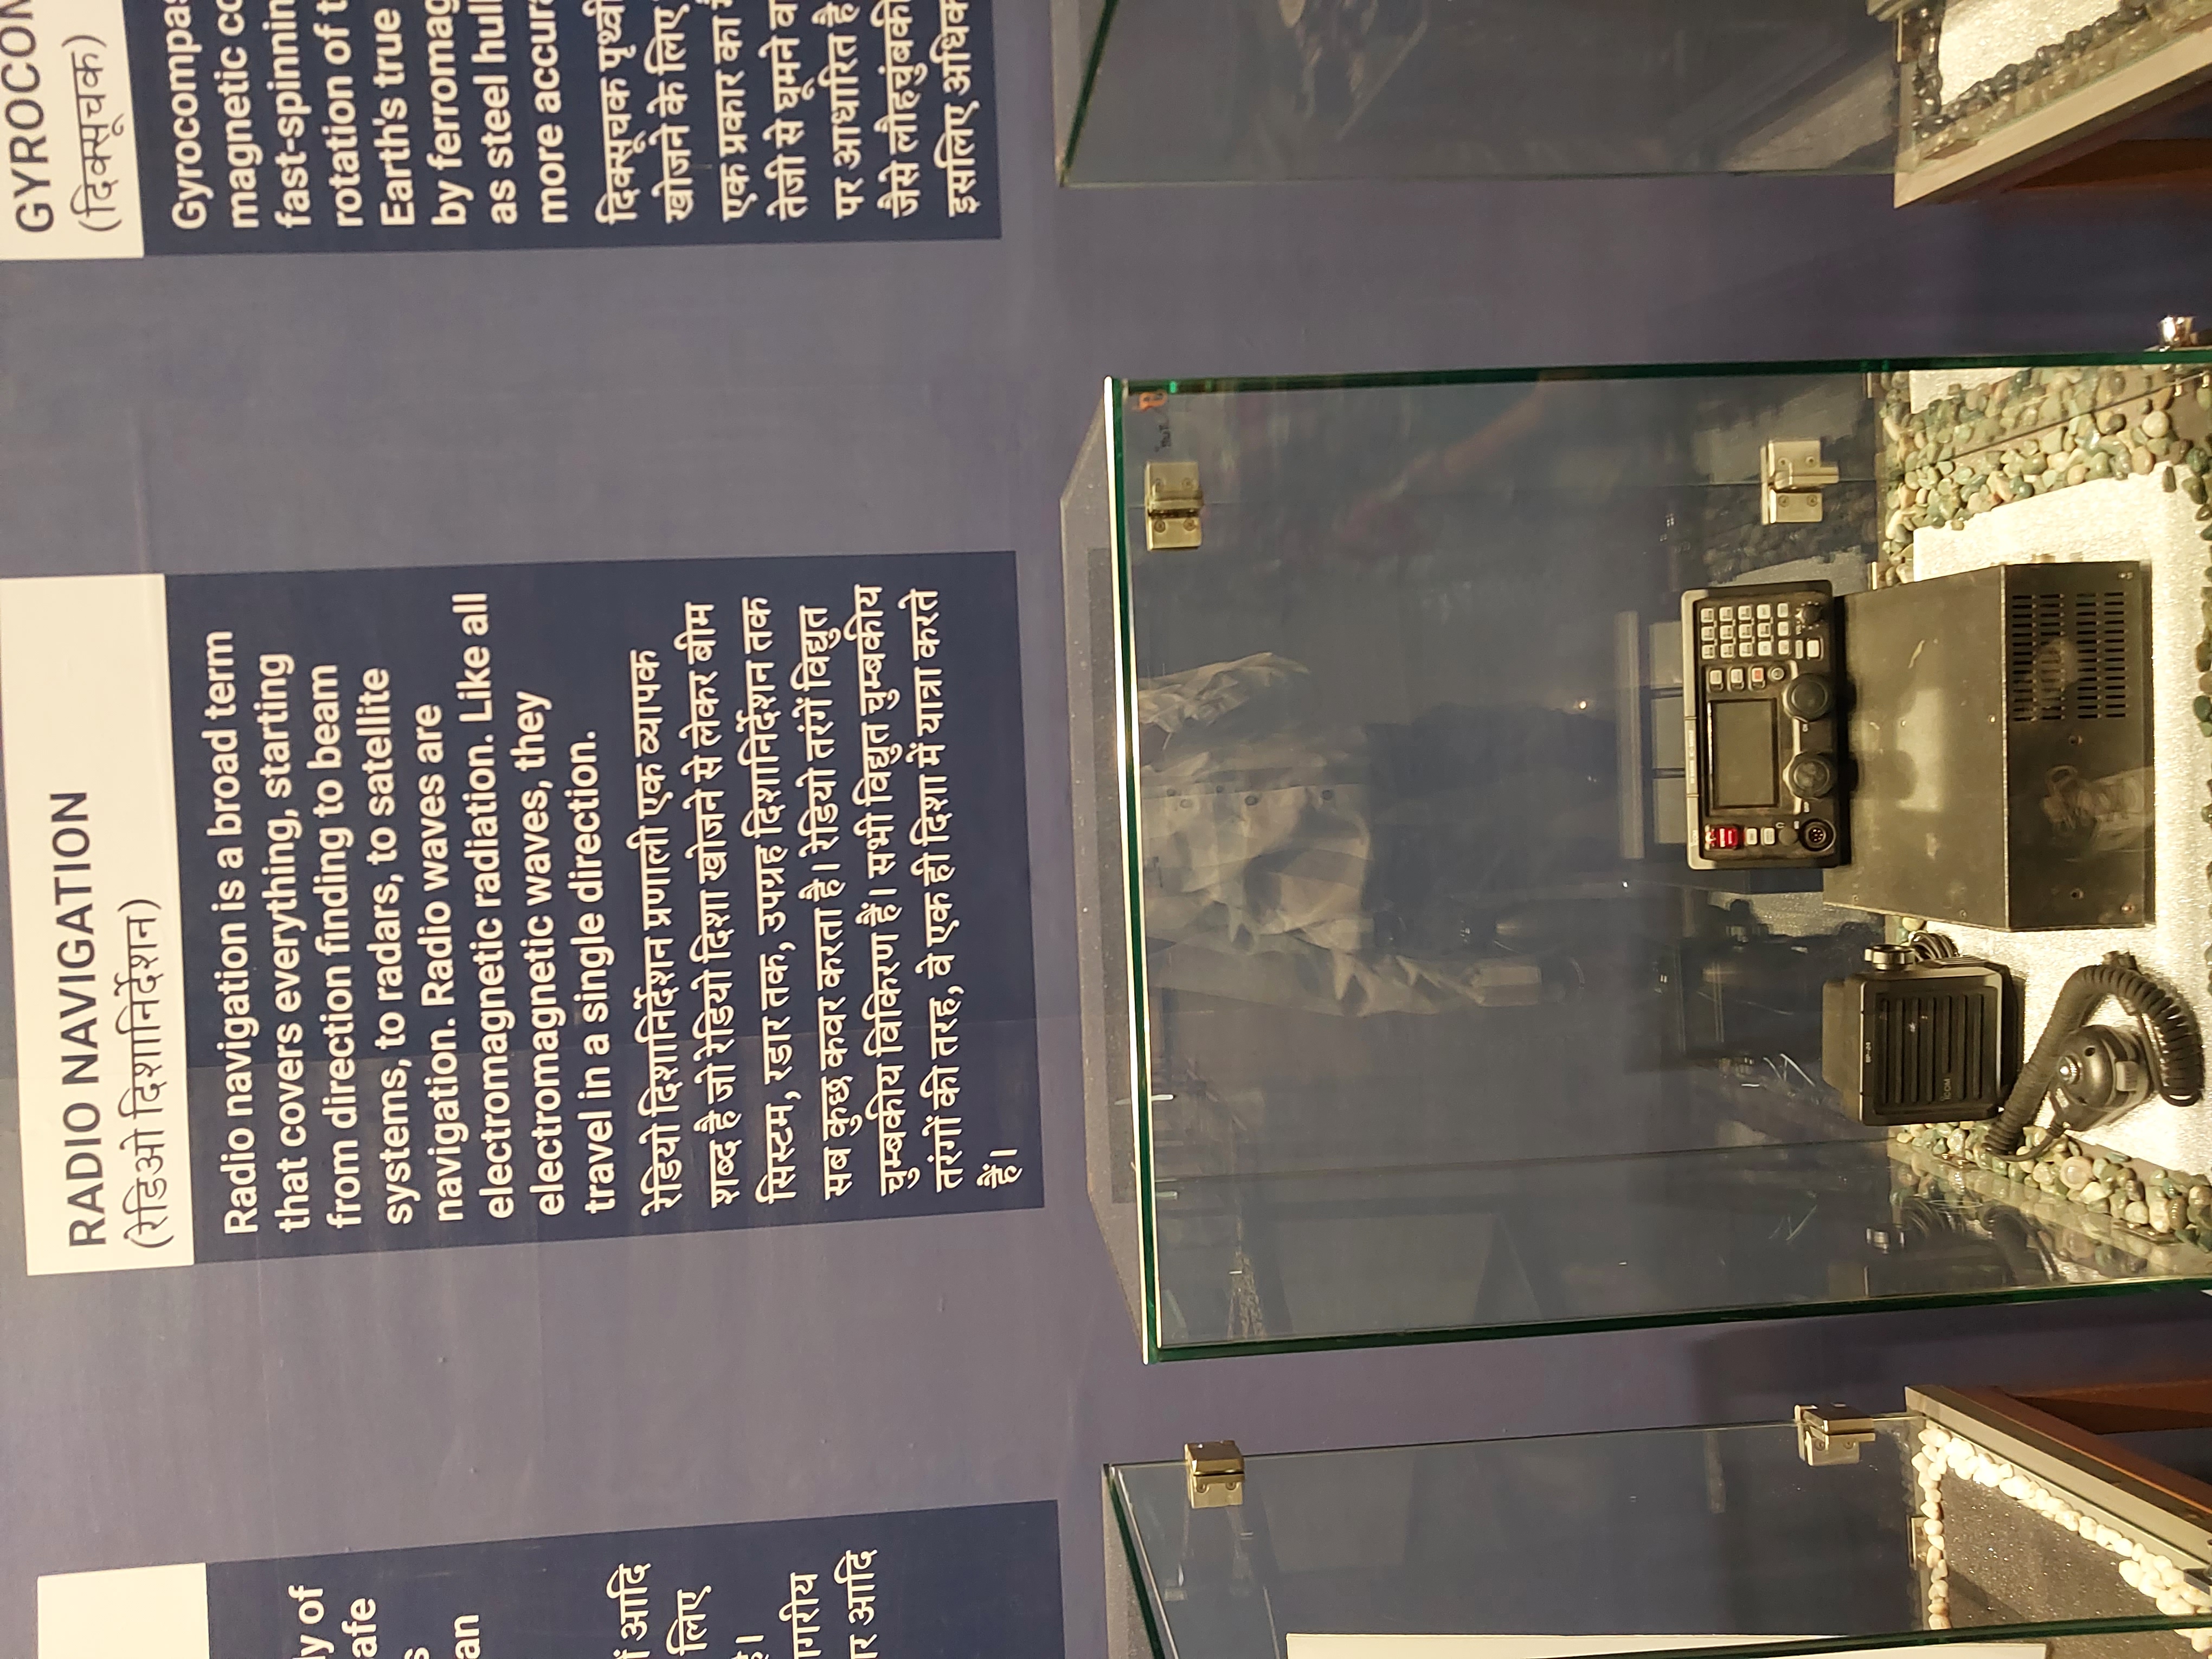 RADIO NAVIGATION
(रेडिओ दिशानिर्देशन)
Radio navigation is a broad term
that covers everything, starting
from direction finding to beam
systems, to radars, to satellite
navigation. Radio waves are
electromagnetic radiation. Like all
electromagnetic waves, they
travel in a single direction.
रेडियो दिशानिर्देशन प्रणाली एक व्यापक
शब्द है जो रेडियो दिशा खोजने से लेकर बीम
सिस्टम, रडार तक, उपग्रह दिशानिर्देशन तक
सब कुछ कवर करता है। रेडियो तरंगें विद्युत
चुम्बकीय विकिरण हैं। सभी विद्युत चुम्बकीय
तरंगों की तरह, वे एक ही दिशा में यात्रा करते
हैं।
GYROCOM
(दिक्सूचक)
Gyrocompas
magnetic co
fast-spinnin
rotation of t
Earth's true
by ferromag
as steel hull
more accura
दिक्सूचक पृथ्वी
खोजने के लिए
एक प्रकार का
तेजी से घूमने व
पर आधारित है
जैसे लौहचुंबकी
इसलिए अधिक
ly of
afe
s
an
आदि
लिए
है।
ागरीय
ार आदि
SP-24
ICOM